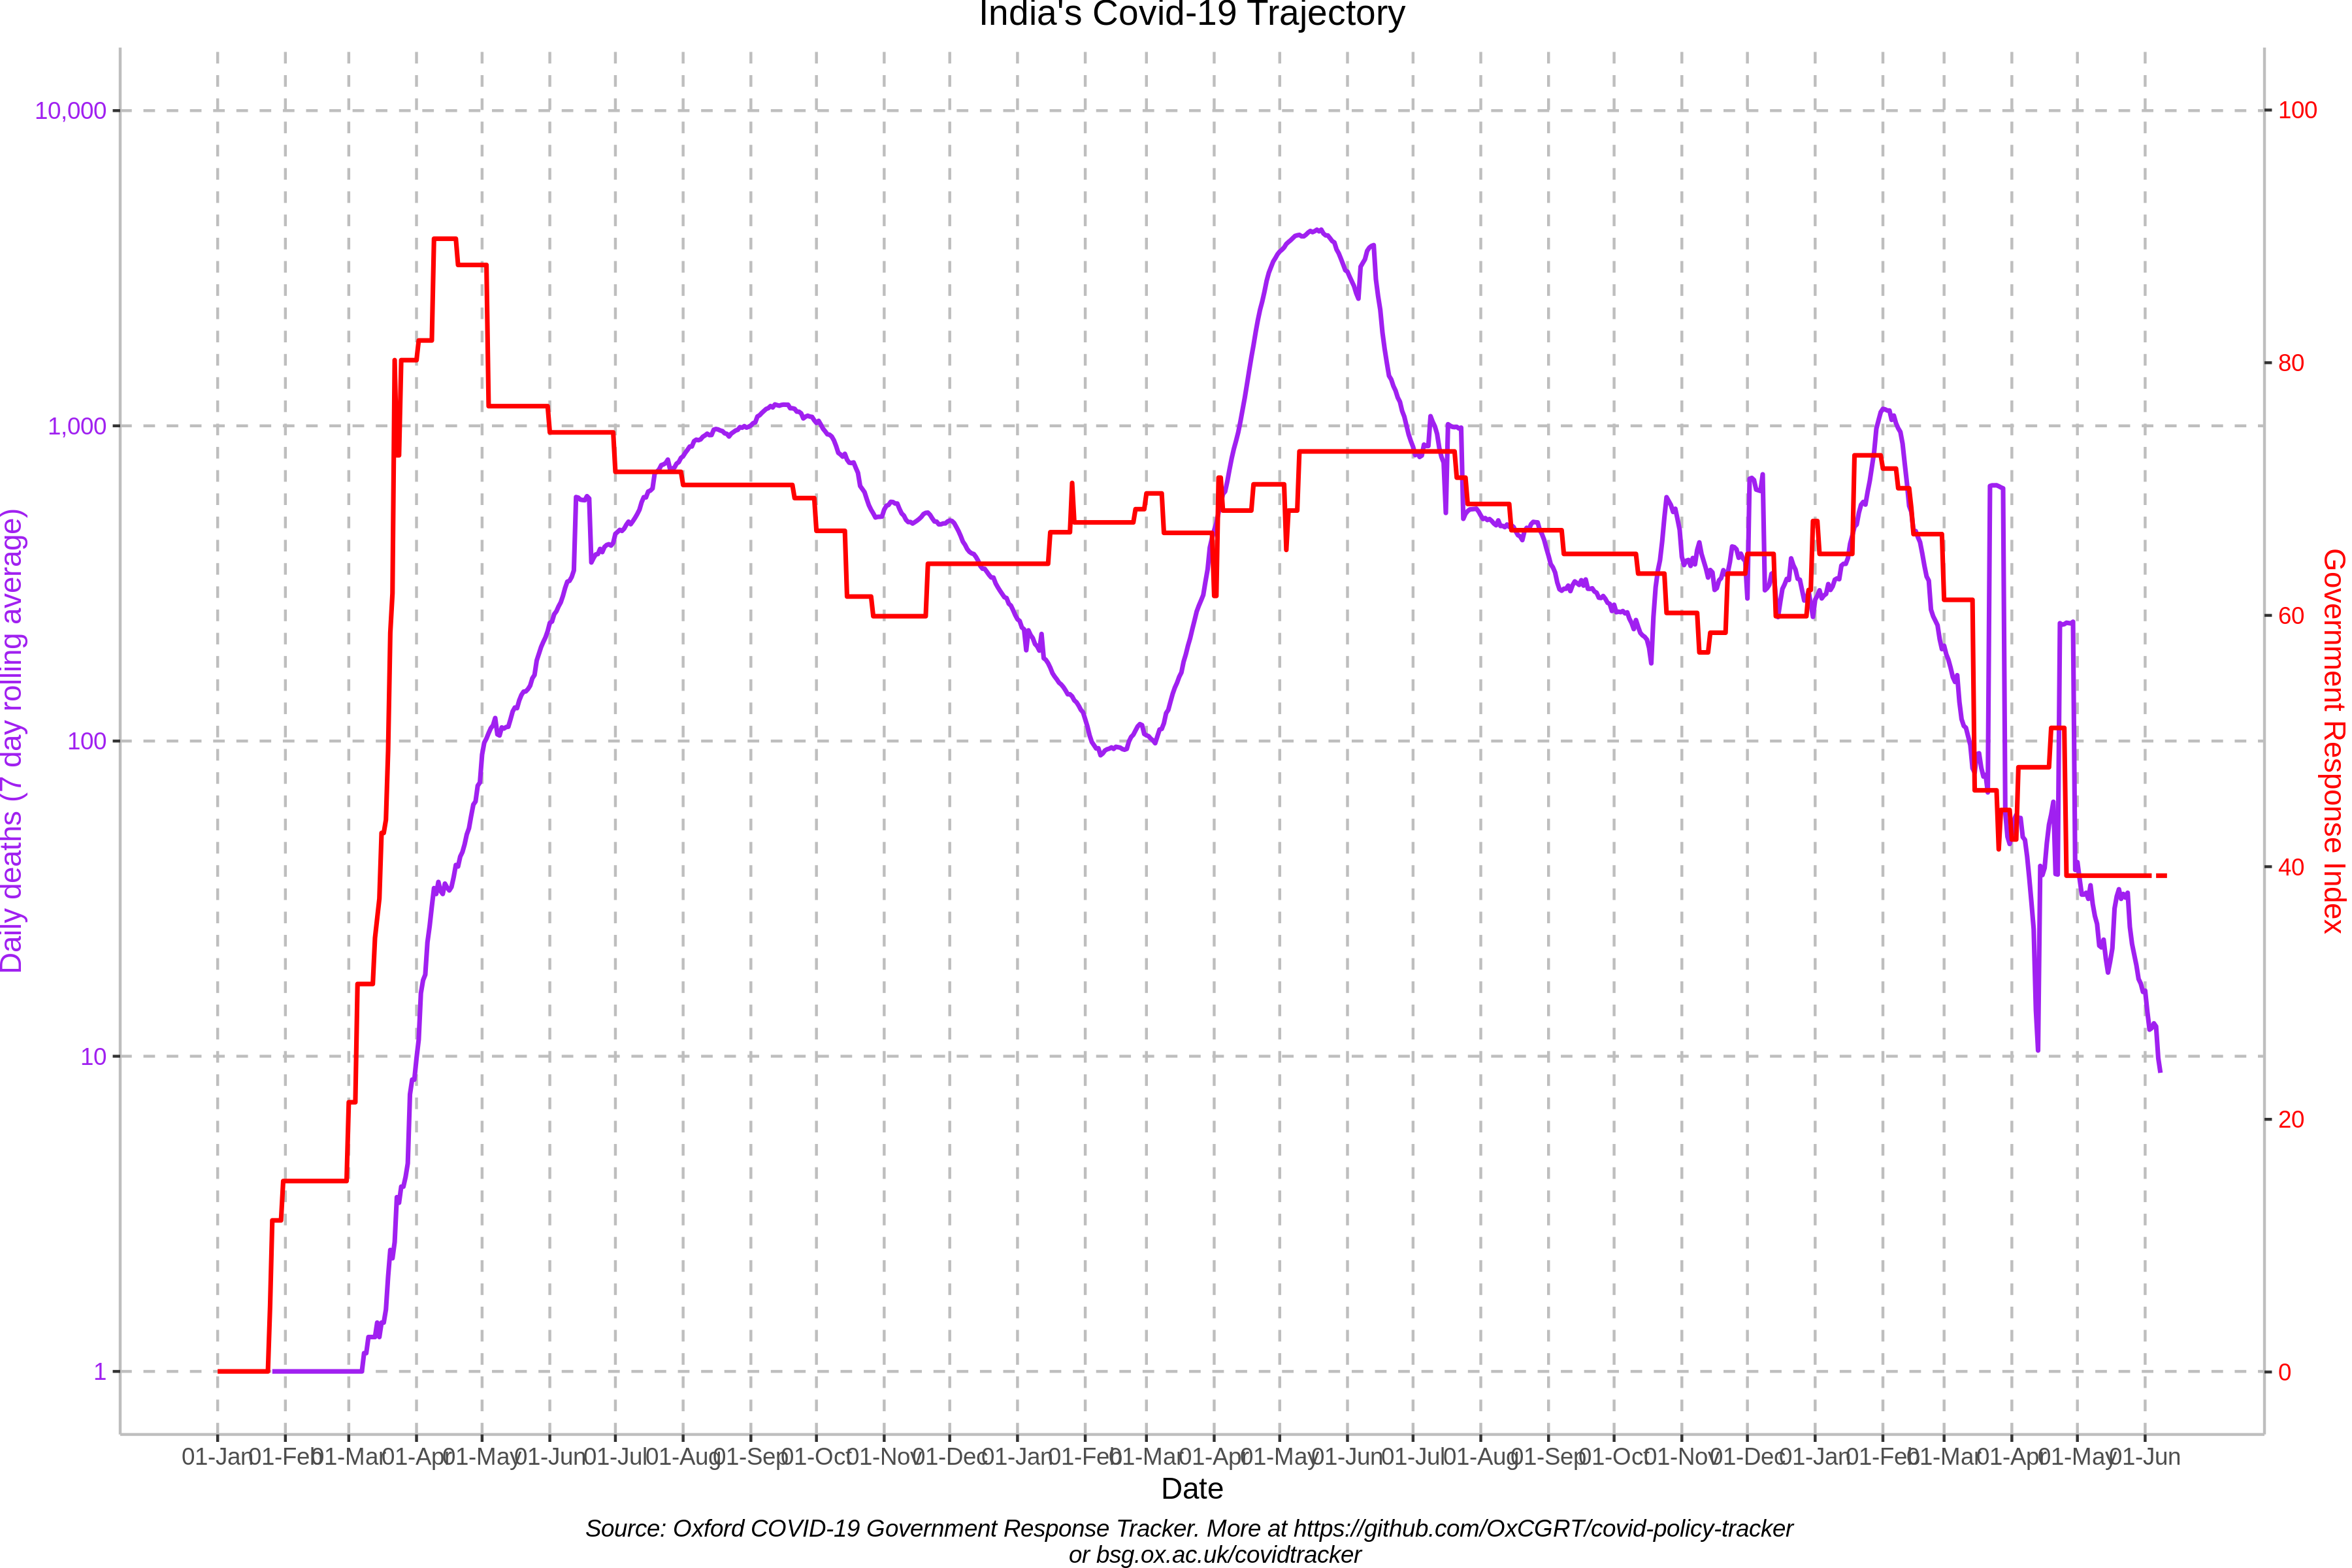 India's Covid-19 Trajectory
10,000
1,000
100
10
1
Daily deaths (7 day rolling average)
100
80
60
40
20
0
Government Response Index
01-Jan 01-Feb 01-Mar 01-Apr 01-May 01-Jun 01-Jul 01-Aug 01-Sep 01-Oct 01-Nov 01-Dec 01-Jan 01-Feb 01-Mar 01-Apr 01-May 01-Jun 01-Jul 01-Aug 01-Sep 01-Oct 01-Nov 01-Dec 01-Jan 01-Feb 01-Mar 01-Apr 01-May 01-Jun
Date
Source: Oxford COVID-19 Government Response Tracker. More at https://github.com/OxCGRT/covid-policy-tracker
or bsg.ox.ac.uk/covidtracker